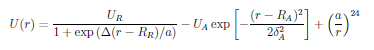 U(r) = \frac{U_R}{1 + \exp(\Delta(r - R_R)/a)} - U_A \exp\left[-\frac{(r - R_A)^2}{2\delta_A^2}\right] + \left(\frac{a}{r}\right)^{24}